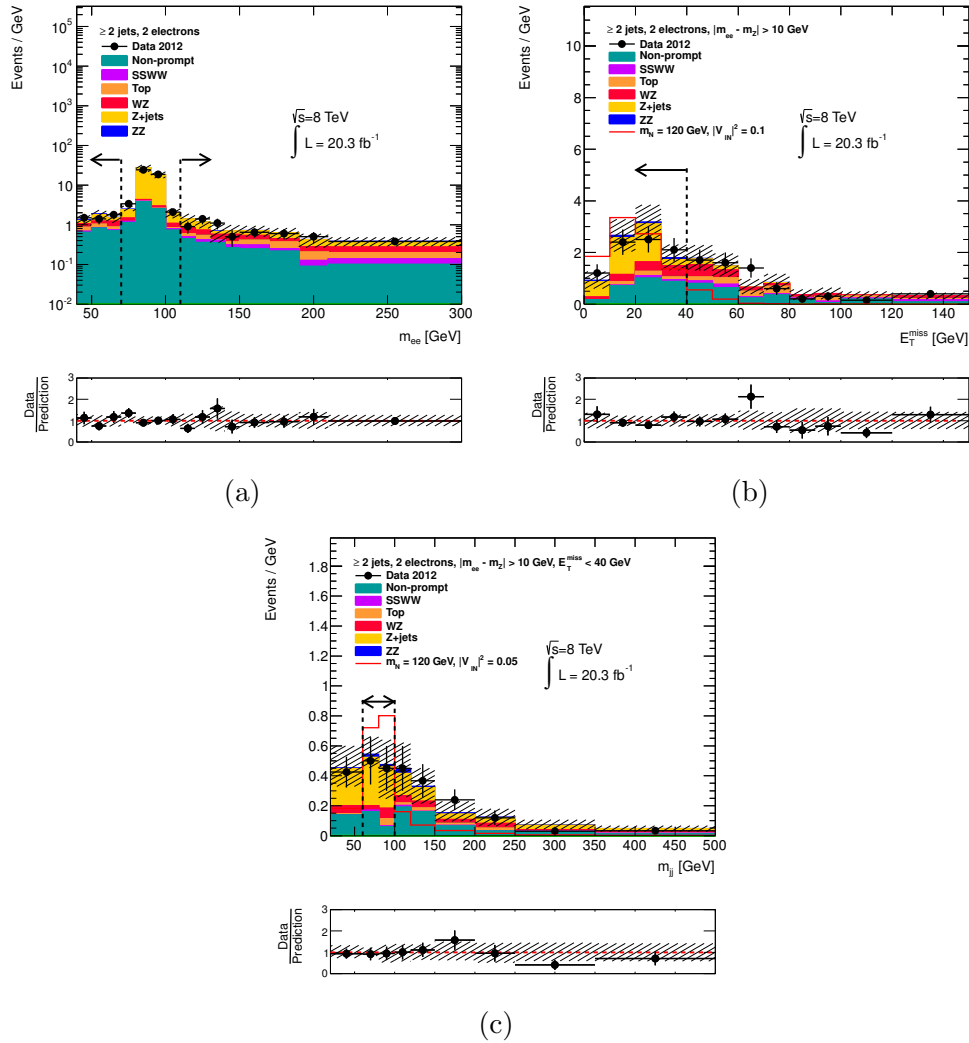 Events / GeV
≥ 2 jets, 2 electrons
Data 2012
Non-prompt
SSWW
Top
WZ
Z+jets
ZZ
√s=8 TeV
∫ L = 20.3 fb⁻¹
10⁵
10⁴
10³
10²
10
1
10⁻¹
10⁻²
50 100 150 200 250 300
m_ee [GeV]
Data
Prediction
3
2
1
0
(a)
Events / GeV
≥ 2 jets, 2 electrons, |m_ee - m_Z| > 10 GeV
Data 2012
Non-prompt
SSWW
Top
WZ
Z+jets
ZZ
m_N = 120 GeV, |V_lN|² = 0.1
√s=8 TeV
∫ L = 20.3 fb⁻¹
10
8
6
4
2
0
0 20 40 60 80 100 120 140
E_T^miss [GeV]
Data
Prediction
3
2
1
0
(b)
Events / GeV
≥ 2 jets, 2 electrons, |m_ee - m_Z| > 10 GeV, E_T^miss < 40 GeV
Data 2012
Non-prompt
SSWW
Top
WZ
Z+jets
ZZ
m_N = 120 GeV, |V_lN|² = 0.05
√s=8 TeV
∫ L = 20.3 fb⁻¹
1.8
1.6
1.4
1.2
1
0.8
0.6
0.4
0.2
0
50 100 150 200 250 300 350 400 450 500
m_jj [GeV]
Data
Prediction
3
2
1
0
(c)